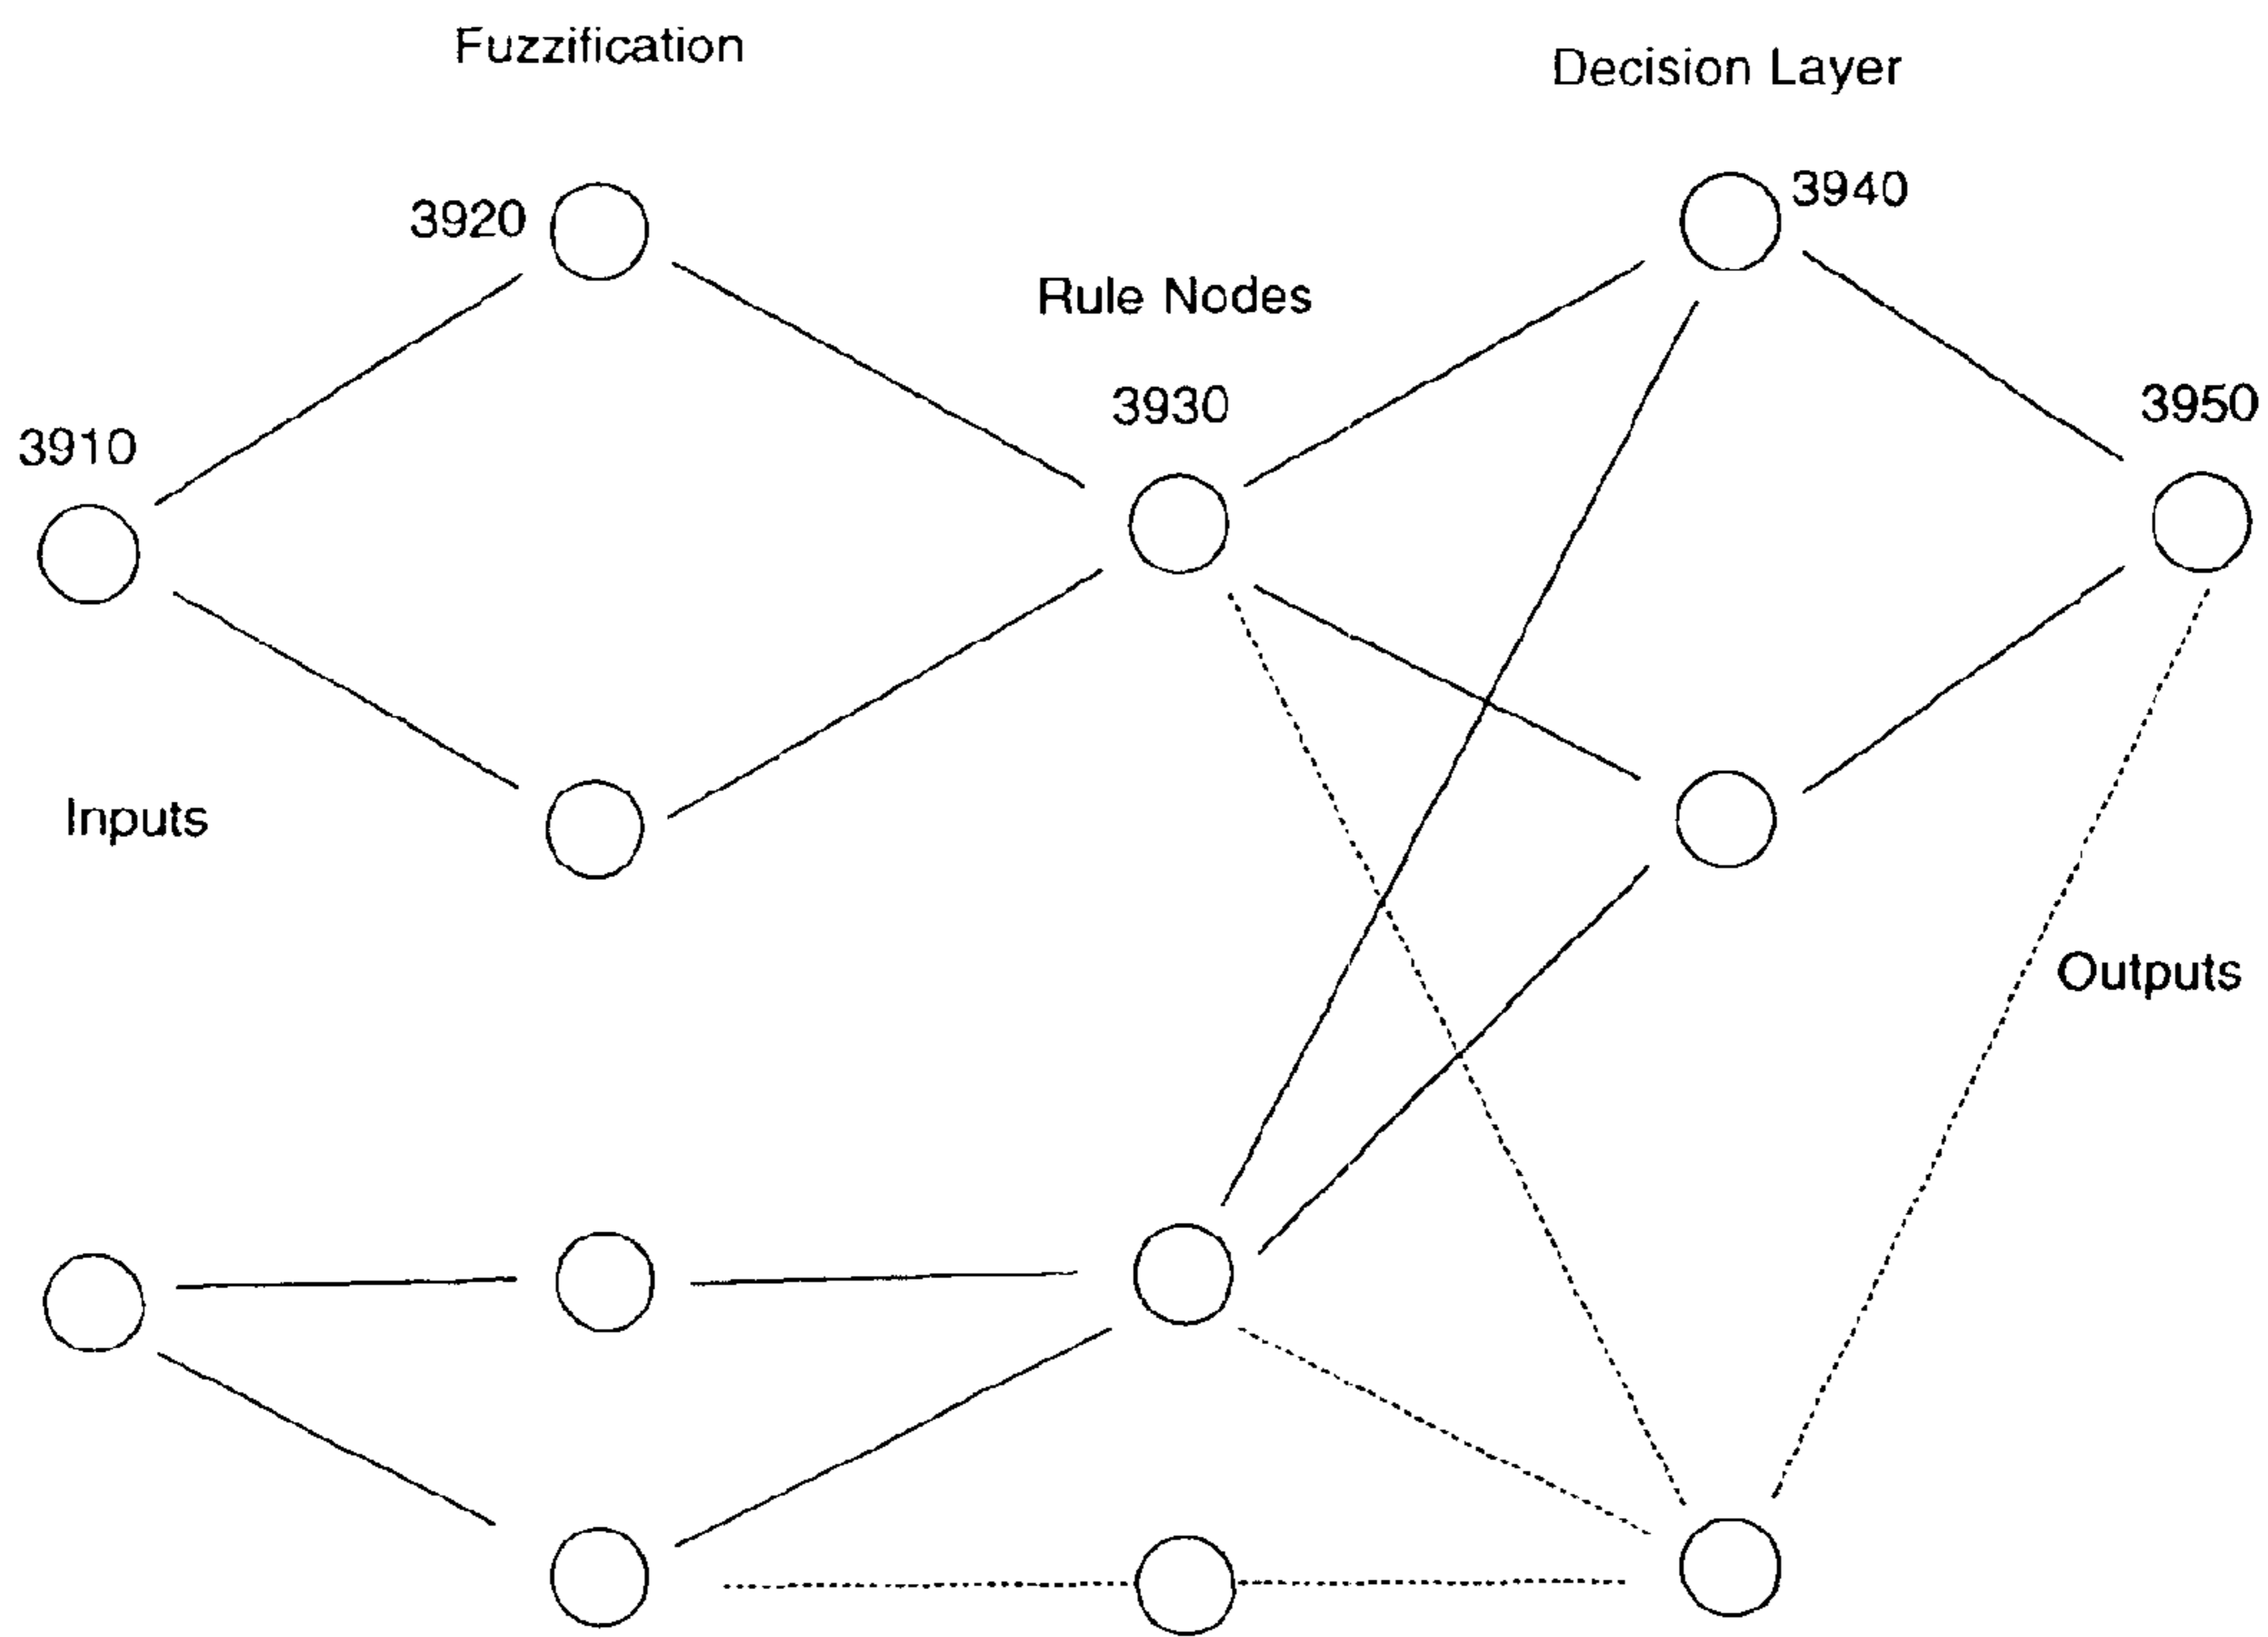 Fuzzification
Decision Layer
3920
3940
Rule Nodes
3930
3950
3910
Inputs
Outputs